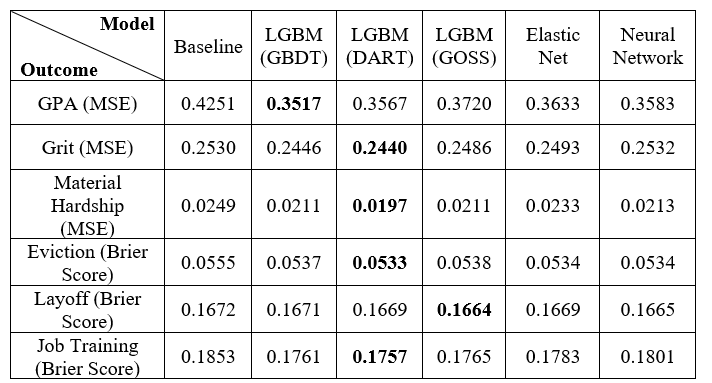 Model
Outcome
Baseline
LGBM
(GBDT)
LGBM
(DART)
LGBM
(GOSS)
Elastic
Net
Neural
Network
GPA (MSE) 0.4251 0.3517 0.3567 0.3720 0.3633 0.3583
Grit (MSE) 0.2530 0.2446 0.2440 0.2486 0.2493 0.2532
Material
Hardship
(MSE)
0.0249 0.0211 0.0197 0.0211 0.0233 0.0213
Eviction (Brier
Score)
0.0555 0.0537 0.0533 0.0538 0.0534 0.0534
Layoff (Brier
Score)
0.1672 0.1671 0.1669 0.1664 0.1669 0.1665
Job Training
(Brier Score)
0.1853 0.1761 0.1757 0.1765 0.1783 0.1801